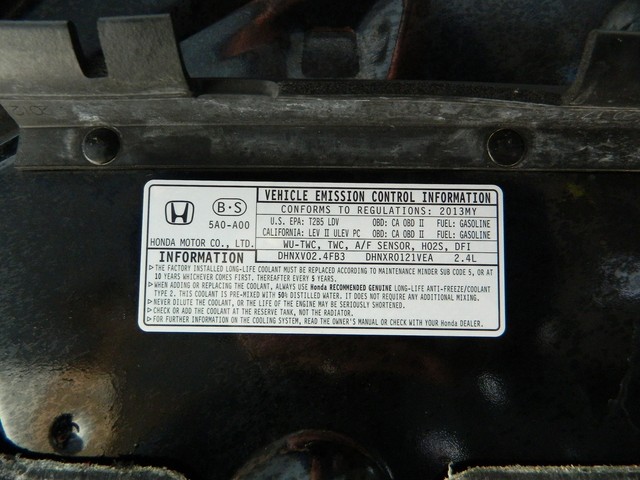 VEHICLE EMISSION CONTROL INFORMATION
B·S
5A0-A00
HONDA MOTOR CO., LTD.
CONFORMS TO REGULATIONS: 2013MY
U.S. EPA: T2B5 LDV OBD: CA OBD II FUEL: GASOLINE
CALIFORNIA: LEV II ULEV PC OBD: CA OBD II FUEL: GASOLINE
WU-TWC, TWC, A/F SENSOR, HO2S, DFI
DHNXV02.4FB3 DHNXR0121VEA 2.4L
INFORMATION
▷THE FACTORY INSTALLED LONG-LIFE COOLANT COOLANT MUST BE REPLACED ACCORDING TO MAINTENANCE MINDER SUB CODE 5, OR AT
10 YEARS WHICHEVER COMES FIRST. THEREAFTER EVERY 5 YEARS.
▷WHEN ADDING OR REPLACING THE COOLANT, ALWAYS USE Honda RECOMMENDED GENUINE LONG-LIFE ANTI-FREEZE/COOLANT
TYPE 2. THIS COOLANT IS PRE-MIXED WITH 50% DISTILLED WATER. IT DOES NOT REQUIRE ANY ADDITIONAL MIXING.
▷NEVER DILUTE THE COOLANT, OR THE LIFE OF THE ENGINE MAY BE SERIOUSLY SHORTENED.
▷CHECK OR ADD THE COOLANT AT THE RESERVE TANK, NOT THE RADIATOR.
▷FOR FURTHER INFORMATION ON THE COOLING SYSTEM, READ THE OWNER'S MANUAL OR CHECK WITH YOUR Honda DEALER.